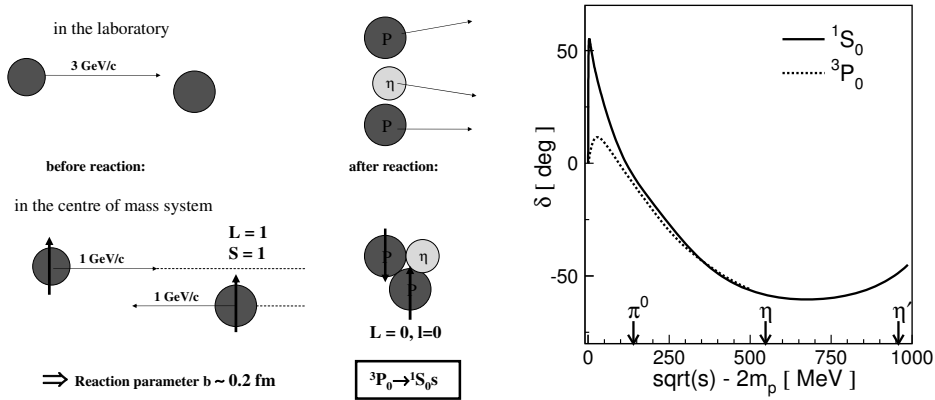 in the laboratory
3 GeV/c
P
η
P
before reaction:
after reaction:
in the centre of mass system
L = 1
S = 1
1 GeV/c
1 GeV/c
P
η
P
L = 0, l=0
⇒ Reaction parameter b ~ 0.2 fm
³P₀→¹S₀s
δ [ deg ]
50
0
-50
¹S₀
³P₀
π⁰
η
η′
0
250
500
750
1000
sqrt(s) - 2mₚ [ MeV ]